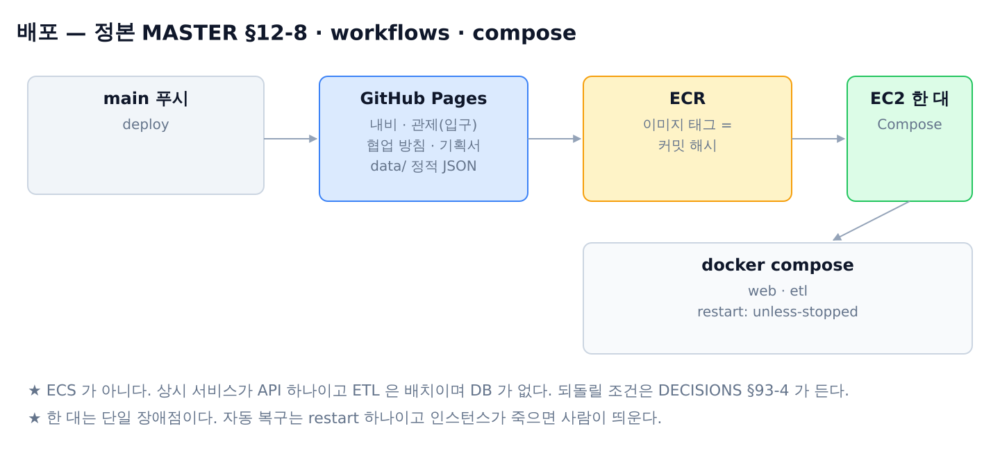 배포 — 정본 MASTER §12-8 · workflows · compose
main 푸시
deploy
GitHub Pages
내비 · 관제(입구)
협업 방침 · 기획서
data/ 정적 JSON
ECR
이미지 태그 =
커밋 해시
EC2 한 대
Compose
docker compose
web · etl
restart: unless-stopped
★ ECS 가 아니다. 상시 서비스가 API 하나이고 ETL 은 배치이며 DB 가 없다. 되돌릴 조건은 DECISIONS §93-4 가 든다.
★ 한 대는 단일 장애점이다. 자동 복구는 restart 하나이고 인스턴스가 죽으면 사람이 띄운다.